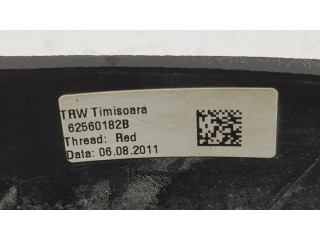 TRW Timisoara
62560182B
Thread: Red
Data: 06.08.2011